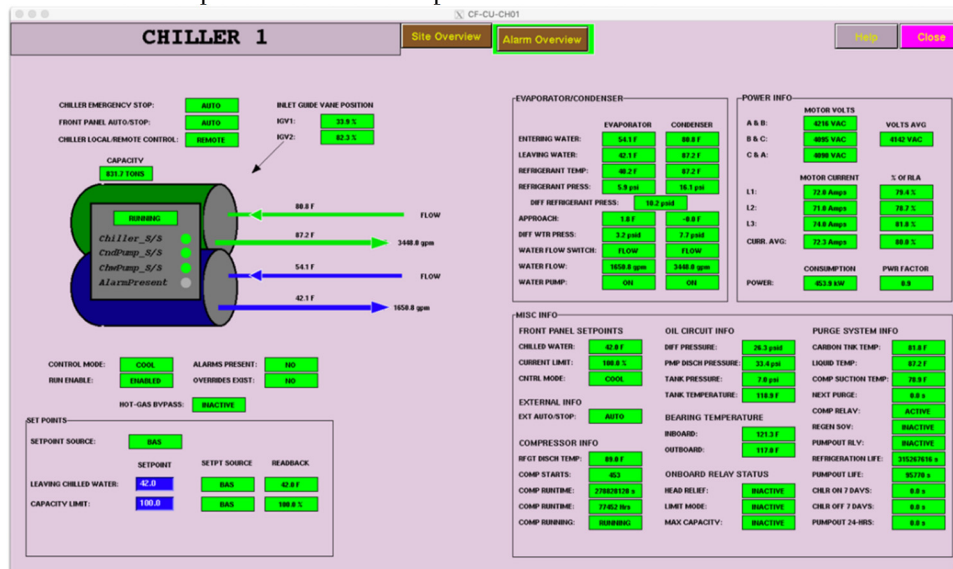 CF-CU-CH01
CHILLER 1
Site Overview
Alarm Overview
Help
Close
CHILLER EMERGENCY STOP: AUTO
FRONT PANEL AUTO/STOP: AUTO
CHILLER LOCAL/REMOTE CONTROL: REMOTE
INLET GUIDE VANE POSITION
IGV1: 33.9 %
IGV2: 82.3 %
CAPACITY
831.7 TONS
RUNNING
Chiller_S/S
CndPump_S/S
ChwPump_S/S
AlarmPresent
80.8 F FLOW
87.2 F 3448.0 gpm
54.1 F FLOW
42.1 F 1650.8 gpm
CONTROL MODE: COOL ALARMS PRESENT: NO
RUN ENABLE: ENABLED OVERRIDES EXIST: NO
HOT-GAS BYPASS: INACTIVE
SET POINTS
SETPOINT SOURCE: BAS
SETPOINT SETPT SOURCE READBACK
LEAVING CHILLED WATER: 42.0 BAS 42.0 F
CAPACITY LIMIT: 100.0 BAS 100.0 %
EVAPORATOR/CONDENSER
EVAPORATOR CONDENSER
ENTERING WATER: 54.1 F 80.8 F
LEAVING WATER: 42.1 F 87.2 F
REFRIGERANT TEMP: 40.2 F 87.2 F
REFRIGERANT PRESS: 5.9 psi 16.1 psi
DIFF REFRIGERANT PRESS: 10.2 psid
APPROACH: 1.8 F -0.0 F
DIFF WTR PRESS: 3.2 psid 7.7 psid
WATER FLOW SWITCH: FLOW FLOW
WATER FLOW: 1650.8 gpm 3448.0 gpm
WATER PUMP: ON ON
POWER INFO
MOTOR VOLTS
A & B: 4216 VAC VOLTS AVG
B & C: 4095 VAC 4142 VAC
C & A: 4098 VAC
MOTOR CURRENT % Of RLA
L1: 72.0 Amps 79.4 %
L2: 71.0 Amps 78.7 %
L3: 74.0 Amps 81.8 %
CURR. AVG: 72.3 Amps 80.0 %
CONSUMPTION PWR FACTOR
POWER: 453.9 kW 0.9
MISC INFO
FRONT PANEL SETPOINTS
CHILLED WATER: 42.0 F
CURRENT LIMIT: 100.0 %
CNTRL MODE: COOL
EXTERNAL INFO
EXT AUTO/STOP: AUTO
COMPRESSOR INFO
RFGT DISCH TEMP: 89.0 F
COMP STARTS: 453
COMP RUNTIME:
COMP RUNTIME: 77452 Hrs
COMP RUNNING: RUNNING
OIL CIRCUIT INFO
DIFF PRESSURE: 26.3 psid
PMP DISCH PRESSURE: 33.4 psi
TANK PRESSURE: 7.0 psi
TANK TEMPERATURE: 110.9 F
BEARING TEMPERATURE
INBOARD: 121.3 F
OUTBOARD: 117.0 F
ONBOARD RELAY STATUS
HEAD RELIEF: INACTIVE
LIMIT MODE: INACTIVE
MAX CAPACITY: INACTIVE
PURGE SYSTEM INFO
CARBON TNK TEMP: 81.8 F
LIQUID TEMP: 87.2 F
COMP SUCTION TEMP: 78.9 F
NEXT PURGE: 0.0 s
COMP RELAY: ACTIVE
REGEN SOV: INACTIVE
PUMPOUT RLY: INACTIVE
REFRIGERATION LIFE: 315267616 s
PUMPOUT LIFE: 95770 s
CHLR ON 7 DAYS: 0.0 s
CHLR OFF 7 DAYS: 0.0 s
PUMPOUT 24-HRS: 0.0 s